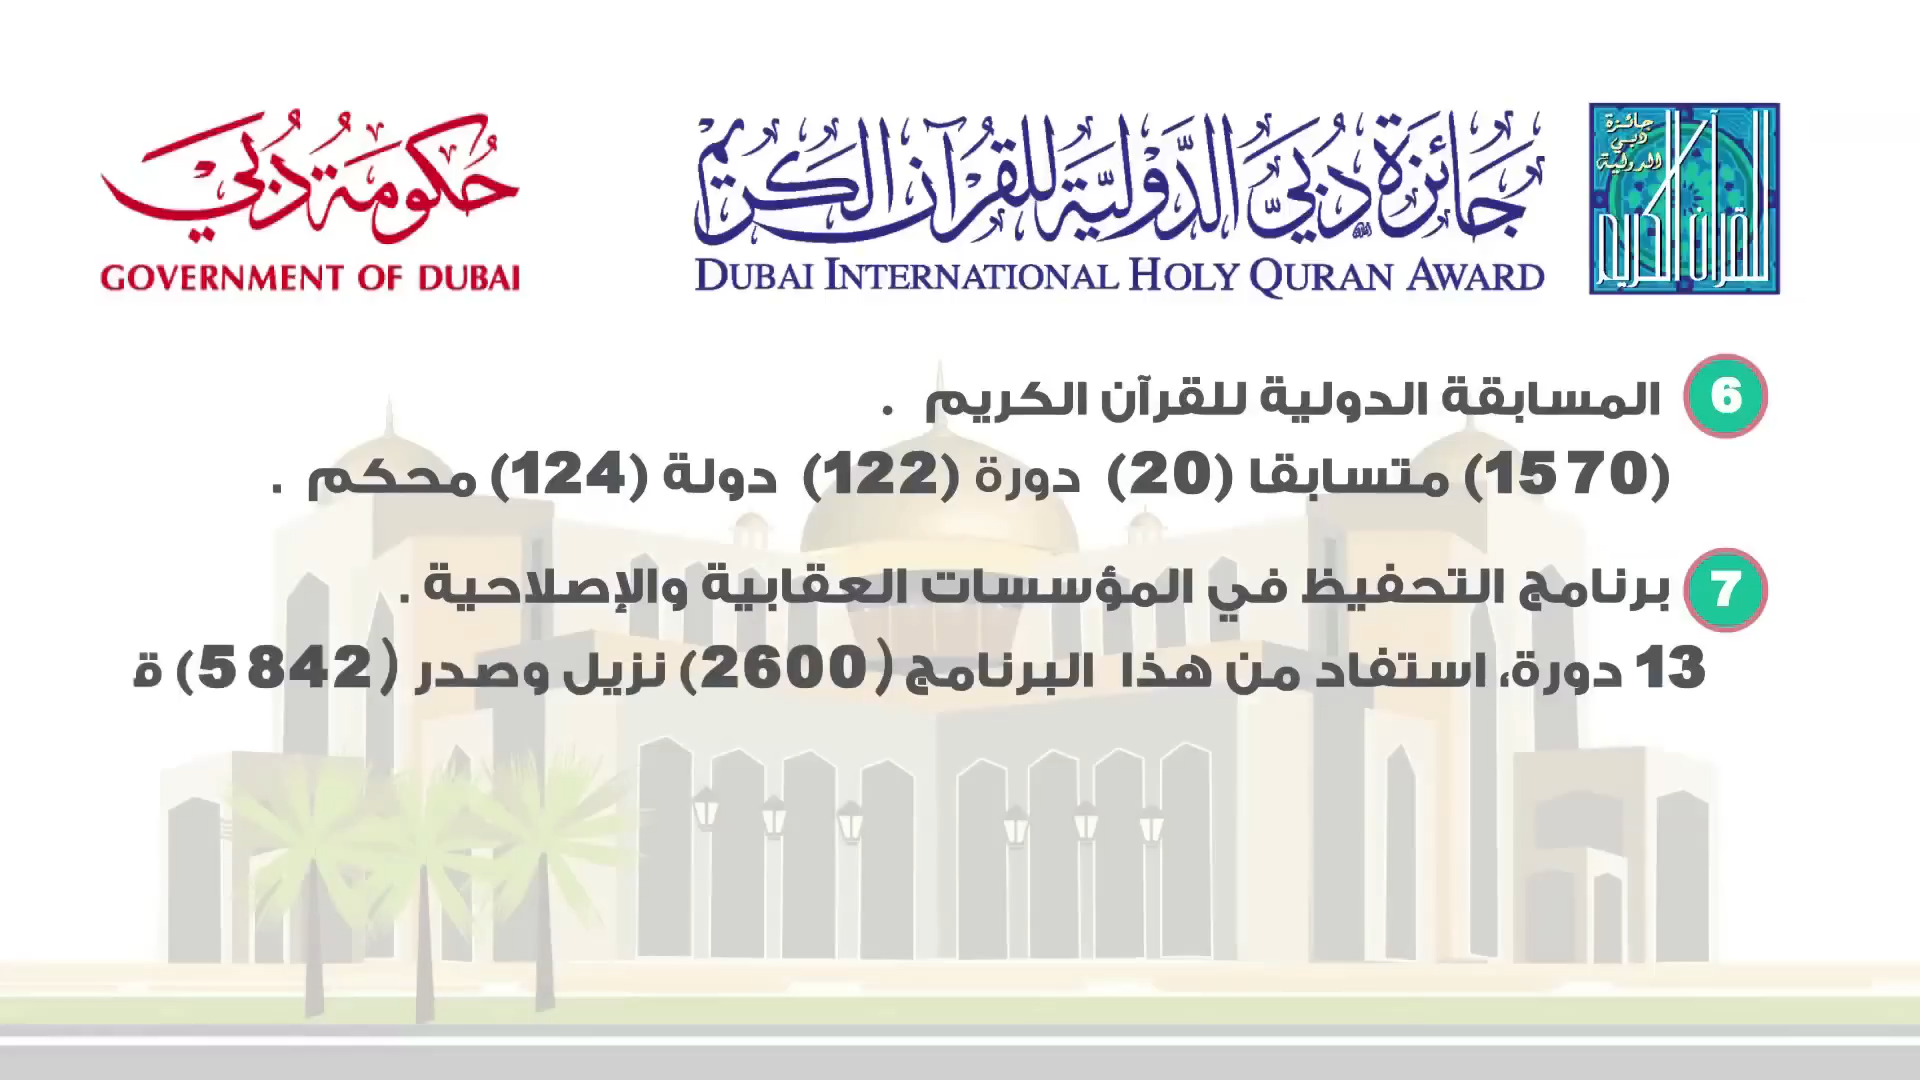 حكومة دبي
GOVERNMENT OF DUBAI
جائزة دبي الدولية للقرآن الكريم
DUBAI INTERNATIONAL HOLY QURAN AWARD
جائزة
دبي
الدولية
للقرآن الكريم
6 المسابقة الدولية للقرآن الكريم .
(1570) متسابقا (20) دورة (122) دولة (124) محكم .
7 برنامج التحفيظ في المؤسسات العقابية والإصلاحية .
13 دورة، استفاد من هذا البرنامج (2600) نزيل وصدر (5842) ق